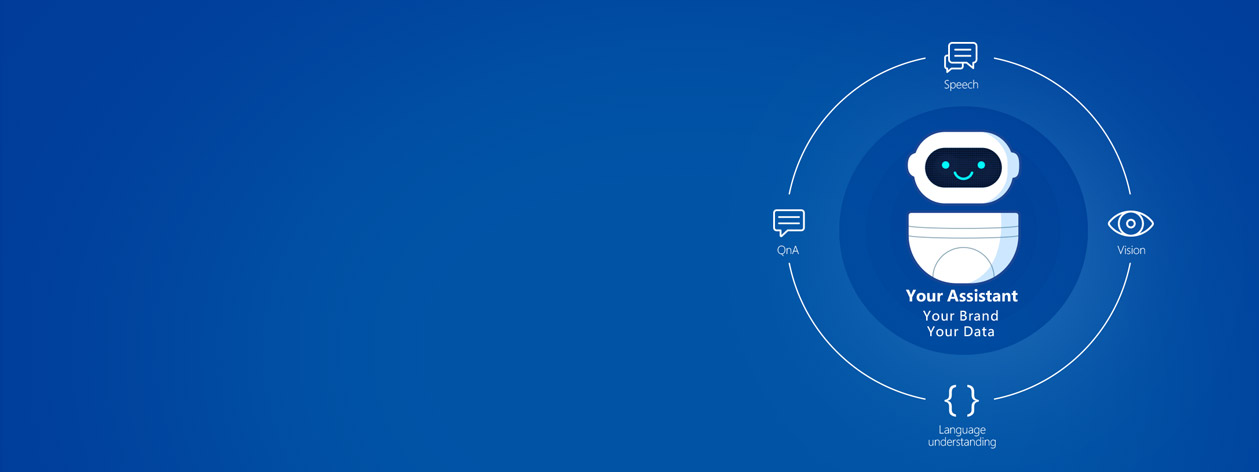 Speech
QnA
Vision
Your Assistant
Your Brand
Your Data
{ }
Language
understanding